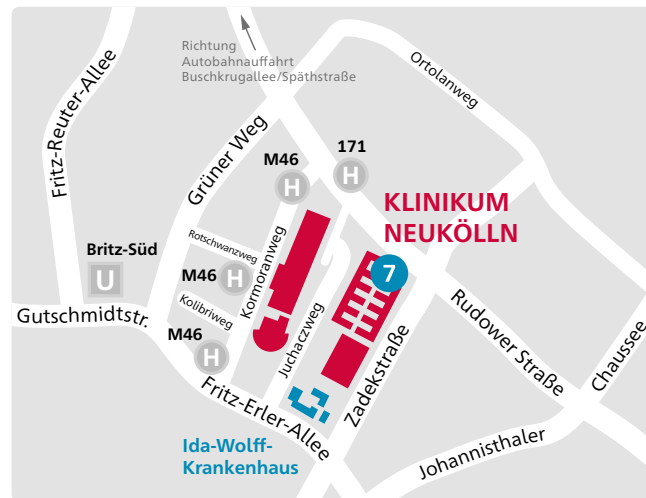 Richtung
Autobahnauffahrt
Buschkrugallee/Späthstraße
Ortolanweg
Fritz-Reuter-Allee
Grüner Weg
171
H
M46
H
KLINIKUM
NEUKÖLLN
7
Rotschwanzweg
Britz-Süd
U
M46
H
Kormoranweg
Kolibriweg
Gutschmidtstr.
M46
H
Juchaczweg
Rudower Straße
Chaussee
Zadekstraße
Fritz-Erler-Allee
Ida-Wolff-
Krankenhaus
Johannisthaler